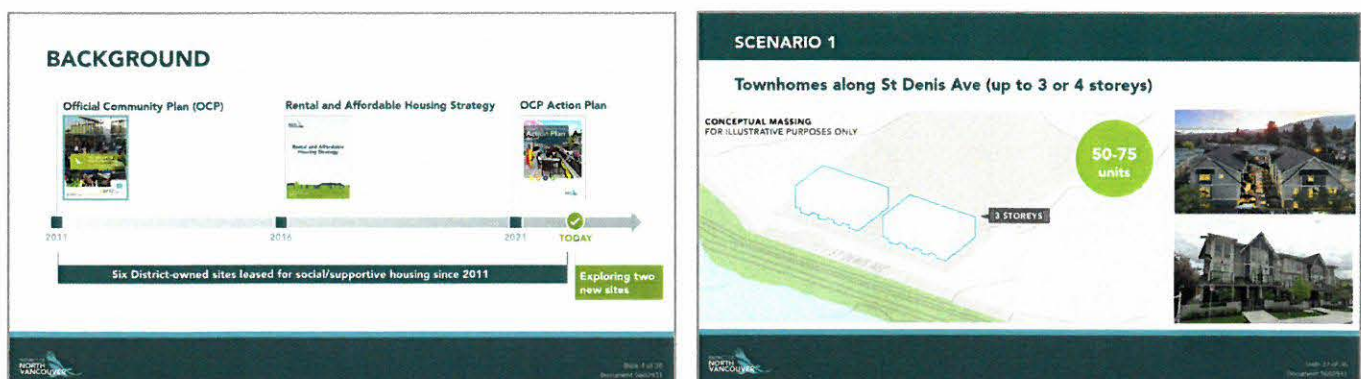 BACKGROUND
Official Community Plan (OCP)
Rental and Affordable Housing Strategy
OCP Action Plan
Rental and Affordable
Housing Strategy
Action Plan
2011
2016
2021
TODAY
Six District-owned sites leased for social/supportive housing since 2011
Exploring two
new sites
NORTH
VANCOUVER
SCENARIO 1
Townhomes along St Denis Ave (up to 3 or 4 storeys)
CONCEPTUAL MASSING
FOR ILLUSTRATIVE PURPOSES ONLY
50-75
units
3 STOREYS
NORTH
VANCOUVER